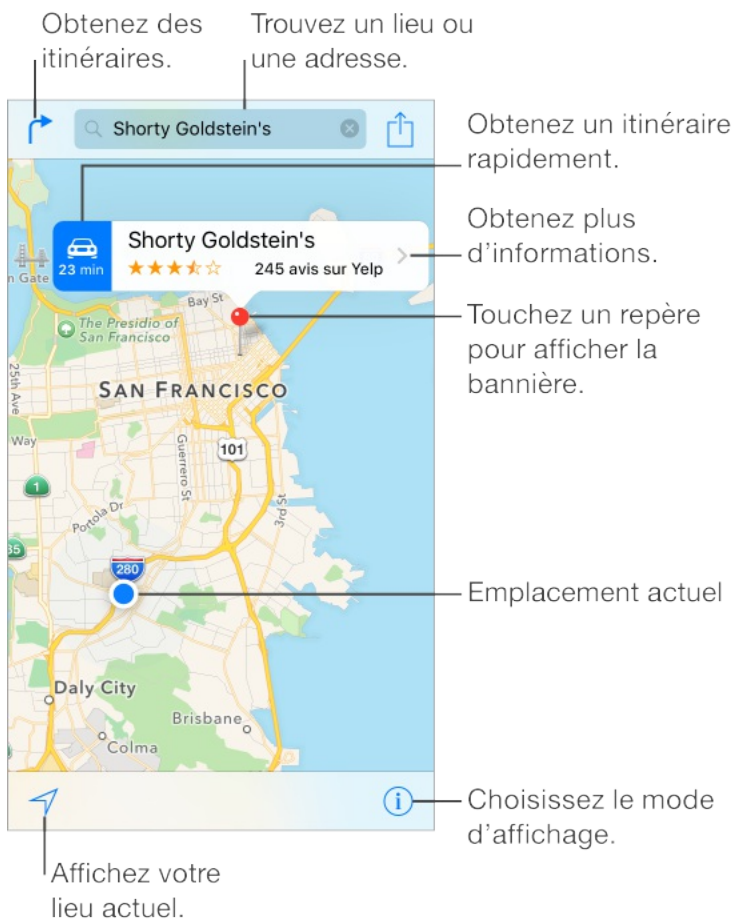 Obtenez des
itinéraires.
Trouvez un lieu ou
une adresse.
Shorty Goldstein's
Obtenez un itinéraire
rapidement.
Obtenez plus
d'informations.
23 min
Shorty Goldstein's
245 avis sur Yelp
n Gate
Bay St
The Presidio of
San Francisco
Touchez un repère
pour afficher la
bannière.
25th Ave
SAN FRANCISCO
Way
Guerrero St
101
1
Portola Dr
3rd St
35
280
Emplacement actuel
Daly City
Brisbane
Colma
i
Choisissez le mode
d'affichage.
Affichez votre
lieu actuel.